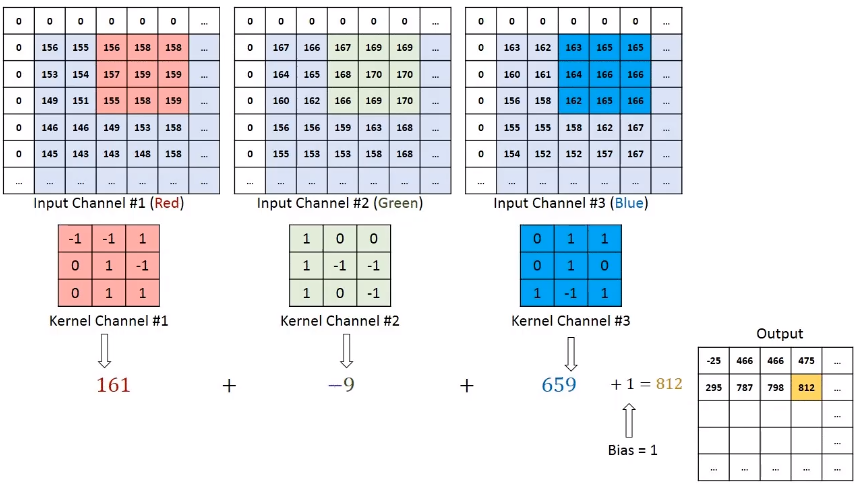 0 0 0 0 0 0 ...
0 156 155 156 158 158 ...
0 153 154 157 159 159 ...
0 149 151 155 158 159 ...
0 146 146 149 153 158 ...
0 145 143 143 148 158 ...
... ... ... ... ... ... ...
Input Channel #1 (Red)
0 0 0 0 0 0 ...
0 167 166 167 169 169 ...
0 164 165 168 170 170 ...
0 160 162 166 169 170 ...
0 156 156 159 163 168 ...
0 155 153 153 158 168 ...
... ... ... ... ... ... ...
Input Channel #2 (Green)
0 0 0 0 0 0 ...
0 163 162 163 165 165 ...
0 160 161 164 166 166 ...
0 156 158 162 165 166 ...
0 155 155 158 162 167 ...
0 154 152 152 157 167 ...
... ... ... ... ... ... ...
Input Channel #3 (Blue)
-1 -1 1
0 1 -1
0 1 1
Kernel Channel #1
1 0 0
1 -1 -1
1 0 -1
Kernel Channel #2
0 1 1
0 1 0
1 -1 1
Kernel Channel #3
161 + −9 + 659 + 1 = 812
Bias = 1
Output
-25 466 466 475 ...
295 787 798 812 ...
...
...
... ... ... ... ...